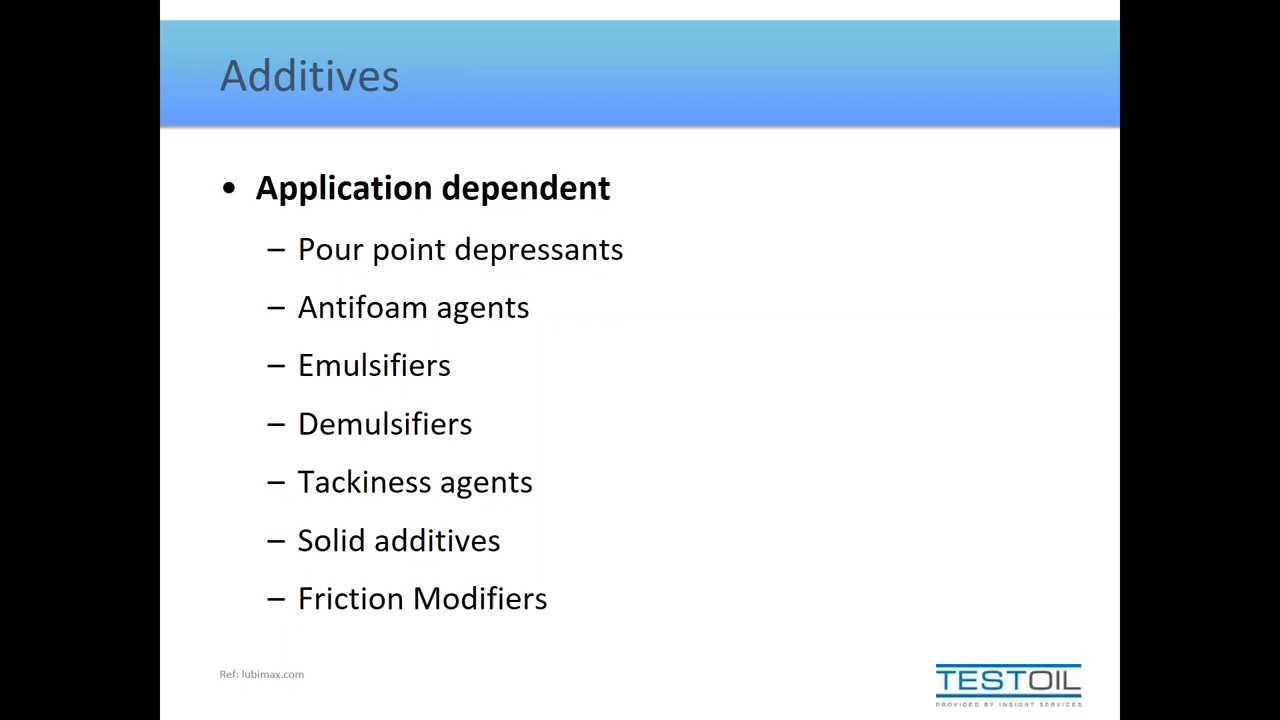 Additives
• Application dependent
– Pour point depressants
– Antifoam agents
– Emulsifiers
– Demulsifiers
– Tackiness agents
– Solid additives
– Friction Modifiers
Ref: lubimax.com
TESTOIL
PROVIDED BY INSIGHT SERVICES